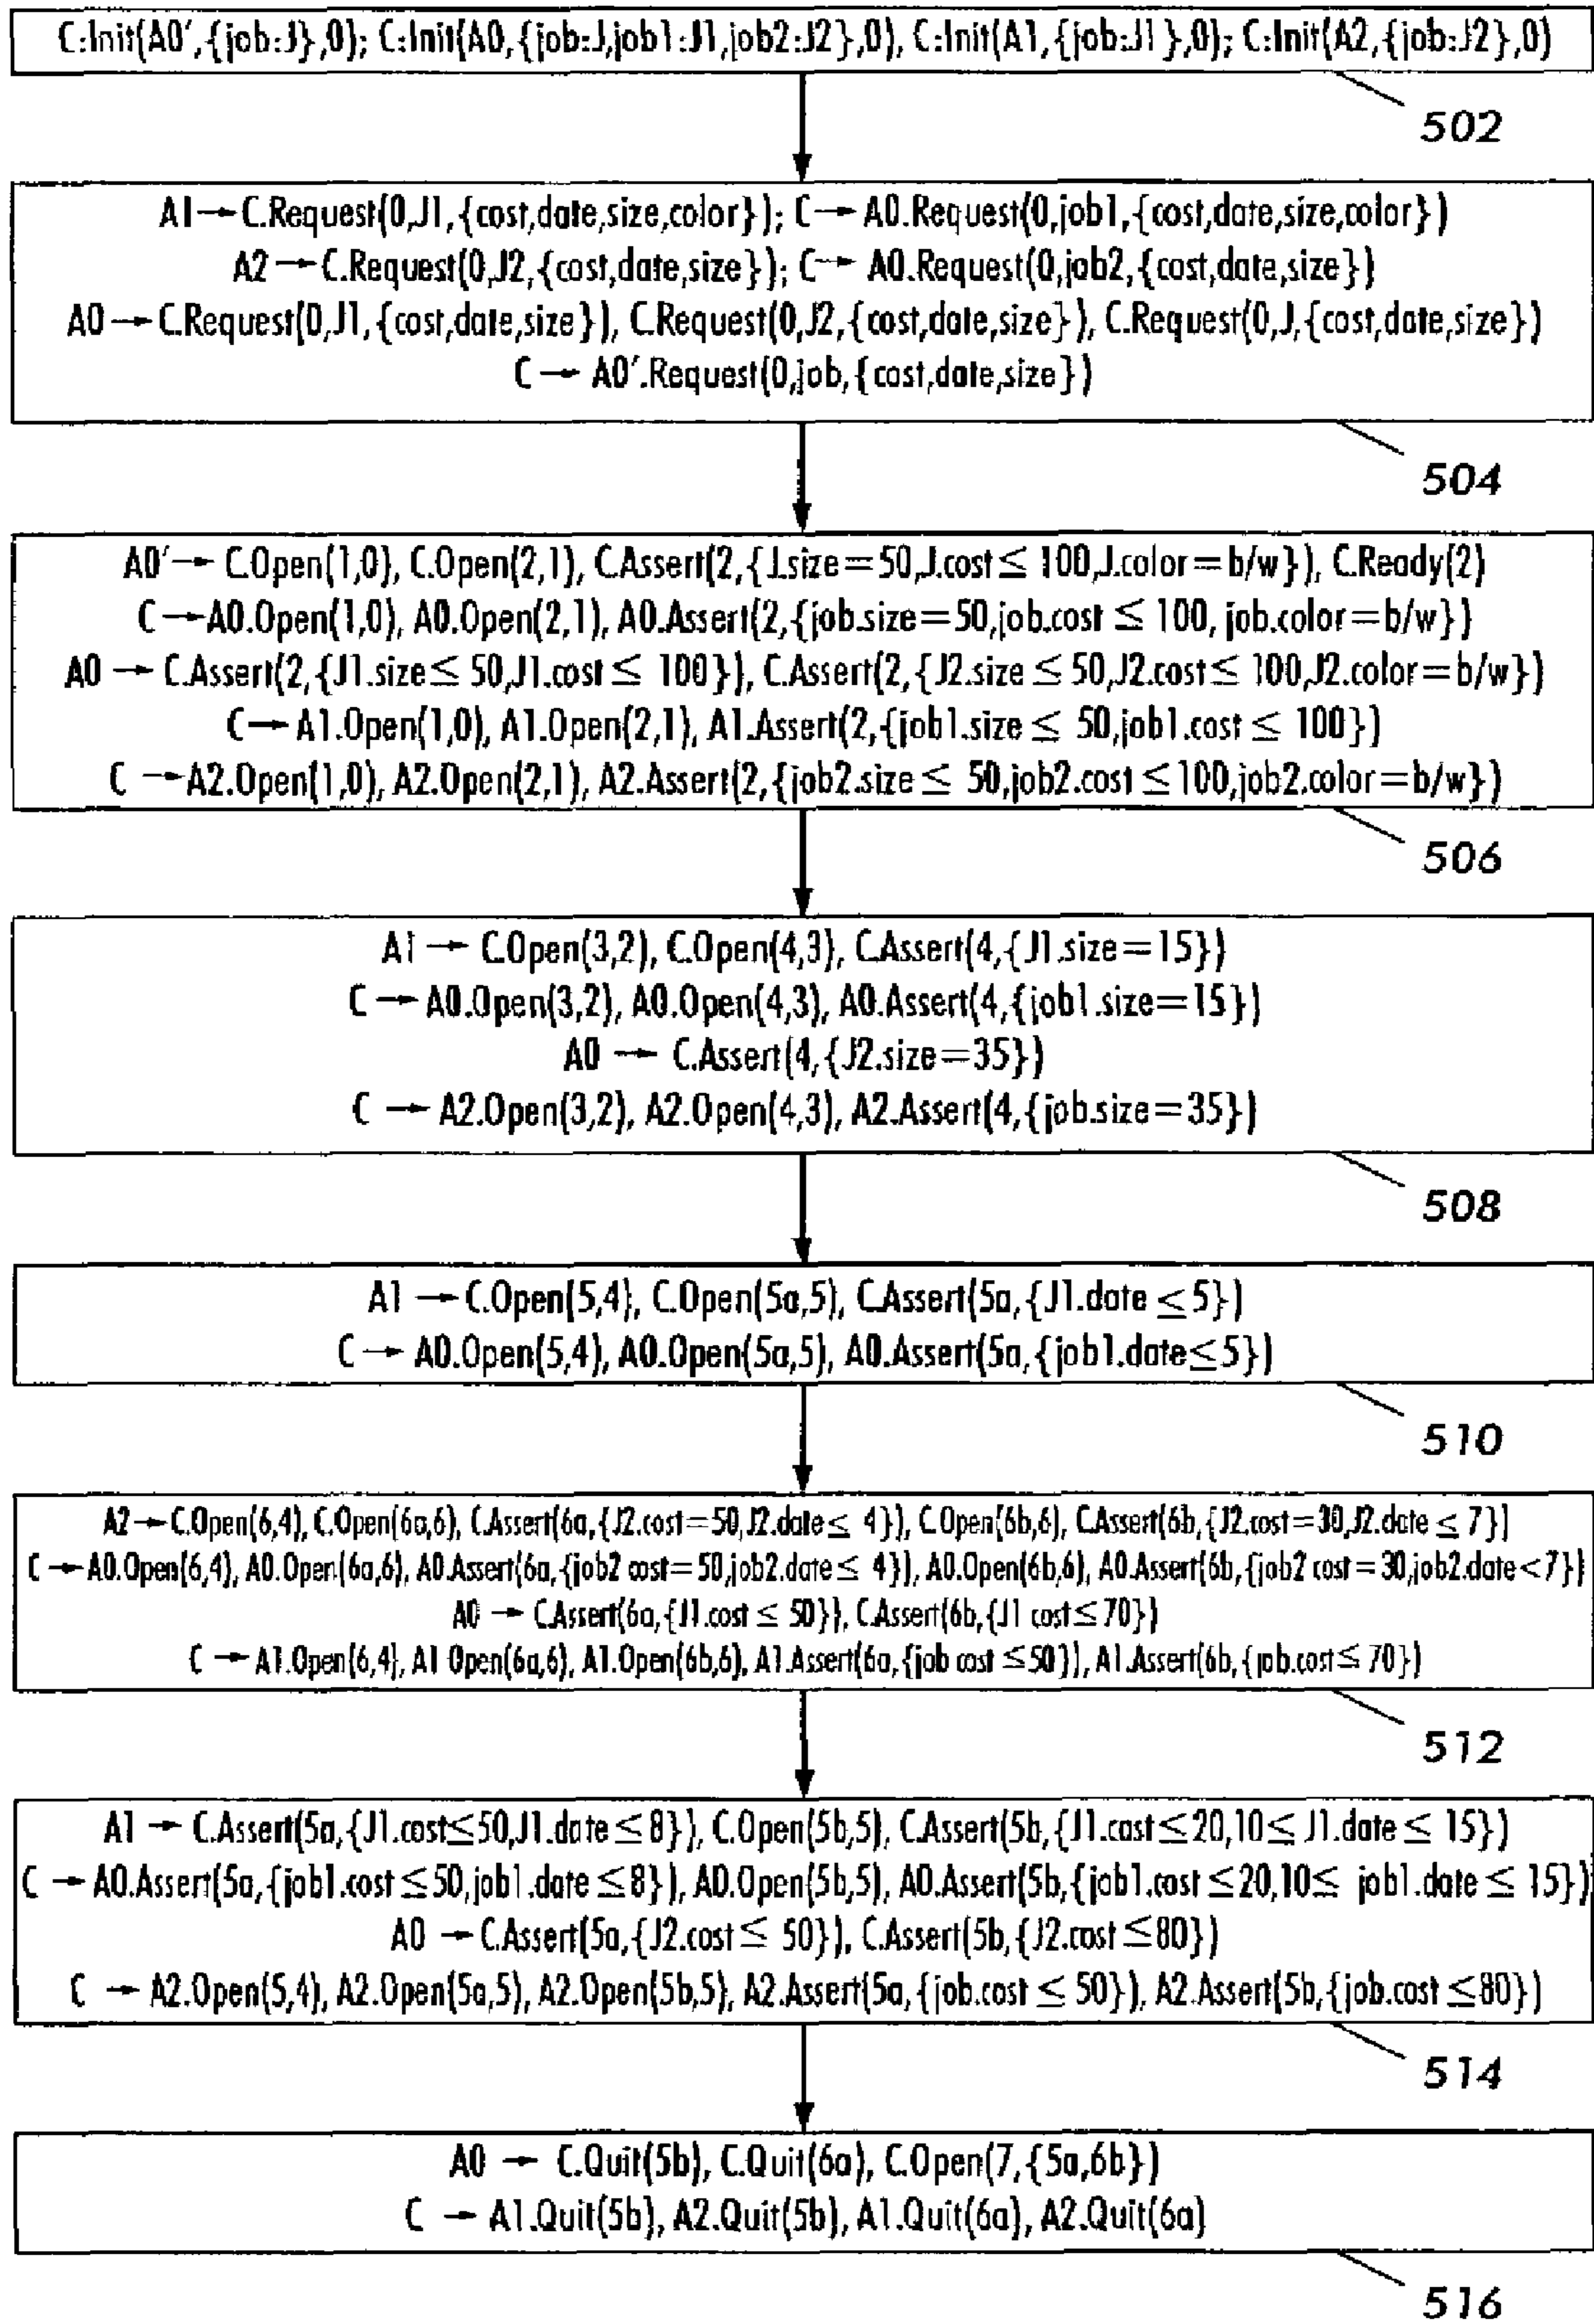 C:Init(A0′,{job:J},0); C:Init(A0,{job:J,job1:J1,job2:J2},0), C:Init(A1,{job:J1},0); C:Init(A2,{job:J2},0)
502
A1→C.Request(0,J1,{cost,date,size,color}); C→A0.Request(0,job1,{cost,date,size,color})
A2→C.Request(0,J2,{cost,date,size}); C→ A0.Request(0,job2,{cost,date,size})
A0→C.Request(0,J1,{cost,date,size}), C.Request(0,J2,{cost,date,size}), C.Request(0,J,{cost,date,size})
C→ A0′.Request(0,job,{cost,date,size})
504
A0′→ C.Open(1,0), C.Open(2,1), C.Assert(2,{J.size=50,J.cost≤ 100,J.color=b/w}), C.Ready(2)
C→A0.Open(1,0), A0.Open(2,1), A0.Assert(2,{job.size=50,job.cost ≤ 100, job.color=b/w})
A0 → C.Assert(2,{J1.size≤ 50,J1.cost ≤ 100}), C.Assert(2,{J2.size ≤ 50,J2.cost≤ 100,J2.color=b/w})
C→A1.Open(1,0), A1.Open(2,1), A1.Assert(2,{job1.size ≤ 50,job1.cost ≤ 100})
C →A2.Open(1,0), A2.Open(2,1), A2.Assert(2,{job2.size≤ 50,job2.cost ≤100,job2.color=b/w})
506
A1 → C.Open(3,2), C.Open(4,3), C.Assert(4,{J1.size=15})
C →A0.Open(3,2), A0.Open(4,3), A0.Assert(4,{job1.size=15})
A0 → C.Assert(4,{J2.size=35})
C → A2.Open(3,2), A2.Open(4,3), A2.Assert(4,{job.size=35})
508
A1 →C.Open(5,4), C.Open(5a,5), C.Assert(5a,{J1.date ≤5})
C → A0.Open(5,4), A0.Open(5a,5), A0.Assert(5a,{job1.date≤5})
510
A2→C.Open(6,4), C.Open(6a,6), C.Assert(6a,{J2.cost=50,J2.date≤ 4}), C.Open(6b,6), C.Assert(6b,{J2.cost=30,J2.date ≤7})
C →A0.Open(6,4), A0.Open(6a,6), A0.Assert(6a,{job2 cost=50,job2.date≤ 4}), A0.Open(6b,6), A0.Assert(6b,{job2 cost=30,job2.date<7})
A0 → C.Assert(6a,{J1.cost ≤ 50}), C.Assert(6b,{J1 cost≤70})
C →A1.Open(6,4), A1 Open(6a,6), A1.Open(6b,6), A1.Assert(6a,{job cost ≤50}), A1.Assert(6b,{job.cost≤ 70})
512
A1 → C.Assert(5a,{J1.cost≤50,J1.date≤8}), C.Open(5b,5), C.Assert(5b,{J1.cost≤20,10≤ J1.date≤ 15})
C →A0.Assert(5a,{job1.cost≤50,job1.date≤8}), A0.Open(5b,5), A0.Assert(5b,{job1.cost≤20,10≤ job1.date≤ 15})
A0 →C.Assert(5a,{J2.cost≤ 50}), C.Assert(5b,{J2.cost≤80})
C → A2.Open(5,4), A2.Open(5a,5), A2.Open(5b,5), A2.Assert(5a,{job.cost≤ 50}), A2.Assert(5b,{job.cost≤80})
514
A0 → C.Quit(5b), C.Quit(6a), C.Open(7,{5a,6b})
C → A1.Quit(5b), A2.Quit(5b), A1.Quit(6a), A2.Quit(6a)
516